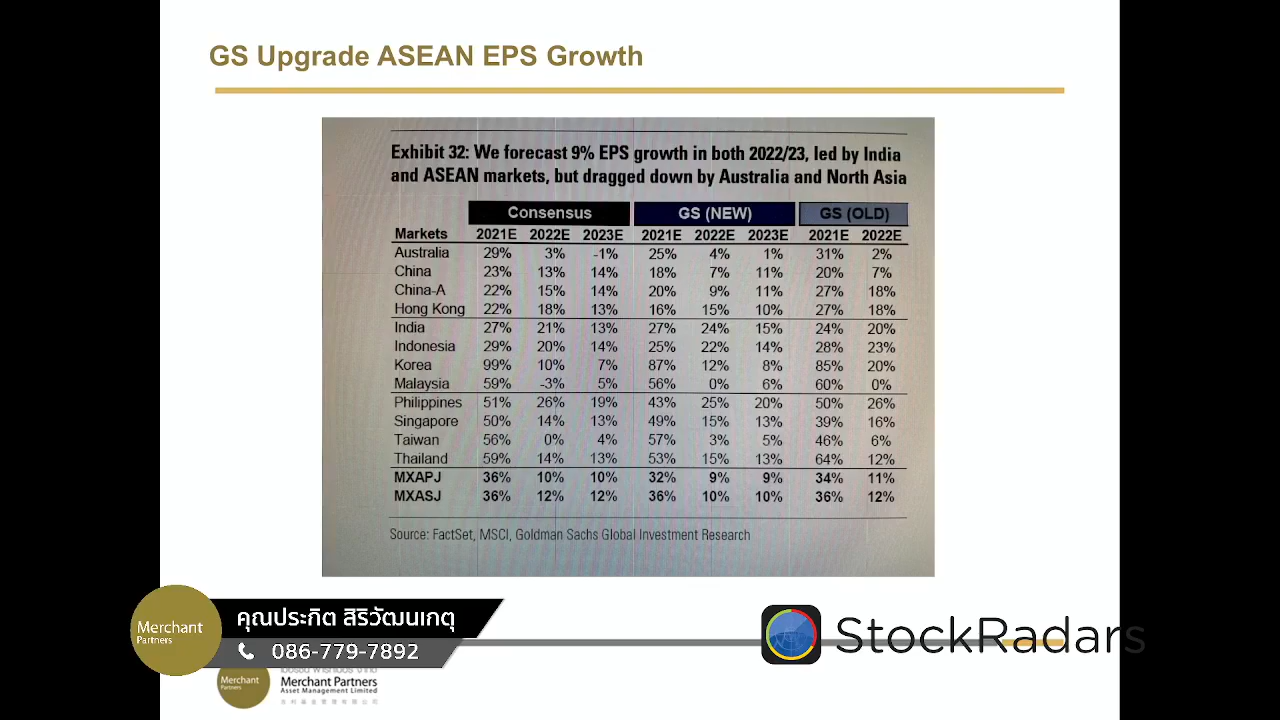 GS Upgrade ASEAN EPS Growth
Exhibit 32: We forecast 9% EPS growth in both 2022/23, led by India
and ASEAN markets, but dragged down by Australia and North Asia
Consensus GS (NEW) GS (OLD)
Markets 2021E 2022E 2023E 2021E 2022E 2023E 2021E 2022E
Australia 29% 3% -1% 25% 4% 1% 31% 2%
China 23% 13% 14% 18% 7% 11% 20% 7%
China-A 22% 15% 14% 20% 9% 11% 27% 18%
Hong Kong 22% 18% 13% 16% 15% 10% 27% 18%
India 27% 21% 13% 27% 24% 15% 24% 20%
Indonesia 29% 20% 14% 25% 22% 14% 28% 23%
Korea 99% 10% 7% 87% 12% 8% 85% 20%
Malaysia 59% -3% 5% 56% 0% 6% 60% 0%
Philippines 51% 26% 19% 43% 25% 20% 50% 26%
Singapore 50% 14% 13% 49% 15% 13% 39% 16%
Taiwan 56% 0% 4% 57% 3% 5% 46% 6%
Thailand 59% 14% 13% 53% 15% 13% 64% 12%
MXAPJ 36% 10% 10% 32% 9% 9% 34% 11%
MXASJ 36% 12% 12% 36% 10% 10% 36% 12%
Source: FactSet, MSCI, Goldman Sachs Global Investment Research
Merchant
Partners
คุณประกิต สิริวัฒนเกตุ
086-779-7892
StockRadars
Merchant
Partners
Merchant Partners
Asset Management Limited